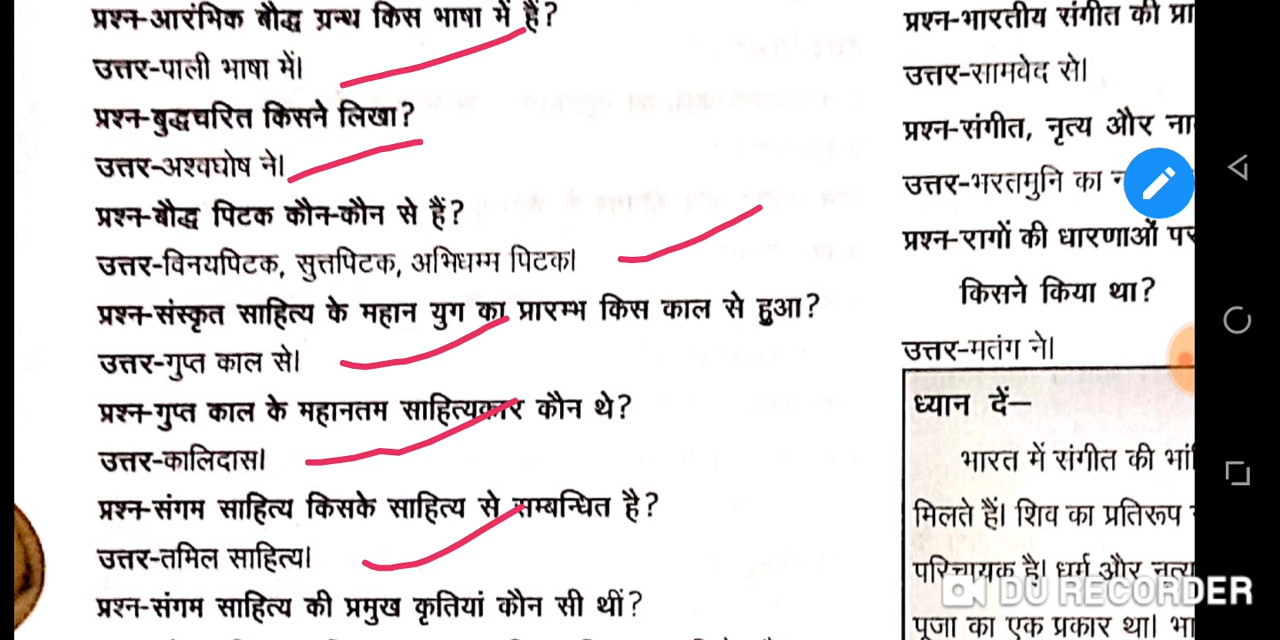 प्रश्न-आरंभिक बौद्ध ग्रन्थ किस भाषा में हैं?
उत्तर-पाली भाषा में।
प्रश्न-बुद्धचरित किसने लिखा?
उत्तर-अश्वघोष ने।
प्रश्न-बौद्ध पिटक कौन-कौन से हैं?
उत्तर-विनयपिटक, सुत्तपिटक, अभिधम्म पिटक।
प्रश्न-संस्कृत साहित्य के महान युग का प्रारम्भ किस काल से हुआ?
उत्तर-गुप्त काल से।
प्रश्न-गुप्त काल के महानतम साहित्यकार कौन थे?
उत्तर-कालिदास।
प्रश्न-संगम साहित्य किसके साहित्य से सम्बन्धित है?
उत्तर-तमिल साहित्य।
प्रश्न-संगम साहित्य की प्रमुख कृतियां कौन सी थीं?
प्रश्न-भारतीय संगीत की
उत्तर-सामवेद से।
प्रश्न-संगीत, नृत्य और
उत्तर-भरतमुनि का
प्रश्न-रागों की धारणाओं पर
किसने किया था?
उत्तर-मतंग ने।
ध्यान दें—
भारत में संगीत की
मिलते हैं। शिव का प्रतिरूप
परिचायक है। धर्म और नृत्य
पूजा का एक प्रकार था।
DU RECORDER